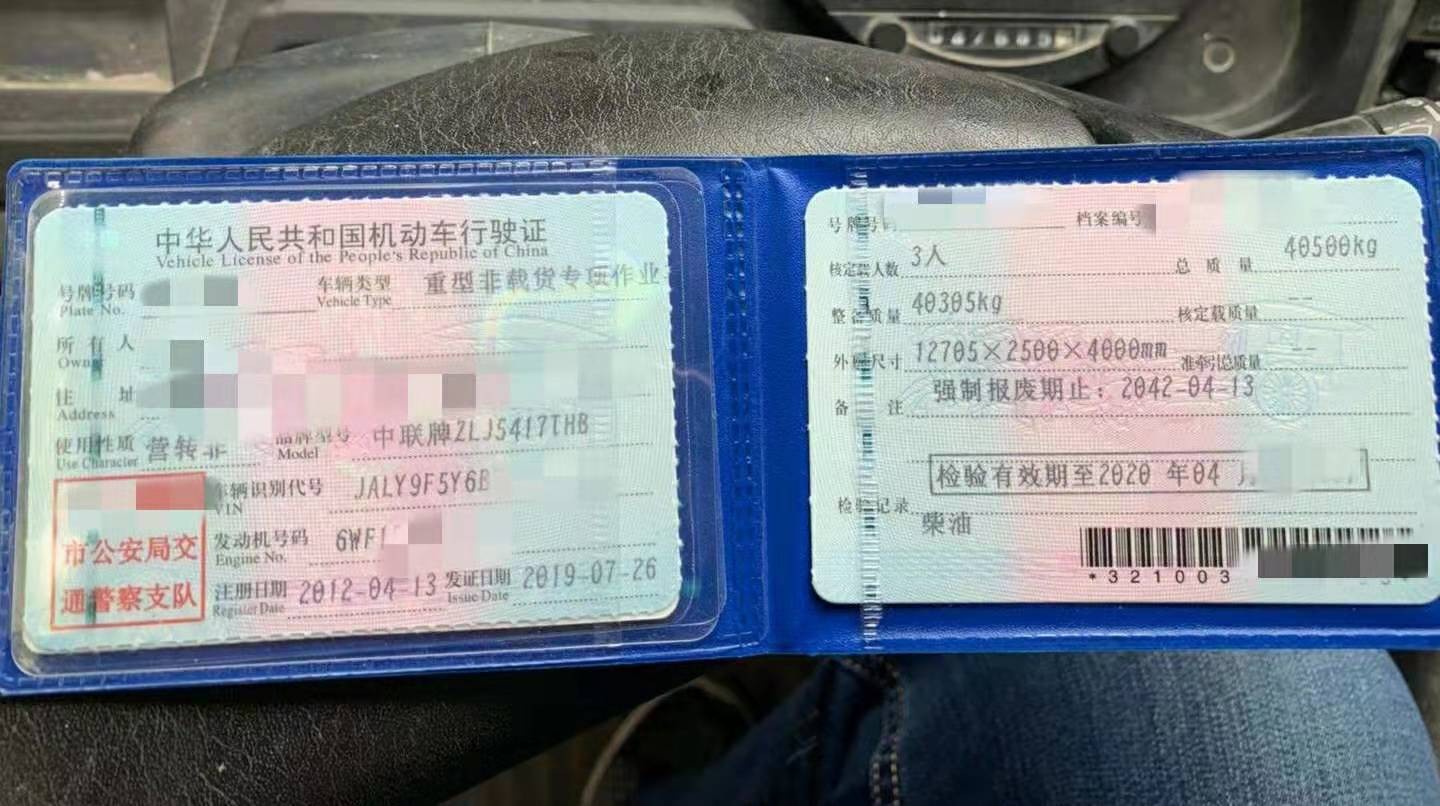 中华人民共和国机动车行驶证
Vehicle License of the People's Republic of China
号牌号码
Plate No.
车辆类型 重型非载货专项作业
Vehicle Type
所有人
Owner
住 址
Address
使用性质 营转非
Use Character
品牌型号 中联牌ZLJ5417THB
Model
车辆识别代号 JALY9F5Y6B
VIN
发动机号码 6WF1
Engine No.
注册日期 2012-04-13
Register Date
发证日期 2019-07-26
Issue Date
市公安局交
通警察支队
号牌号码
档案编号
核定载人数 3人
总 质 量 40500kg
整备质量 40305kg
核定载质量 --
外廓尺寸 12705×2500×4000mm
准牵引总质量 --
备 注 强制报废期止：2042-04-13
检验有效期至2020 年04 月
检验记录
柴油
*321003